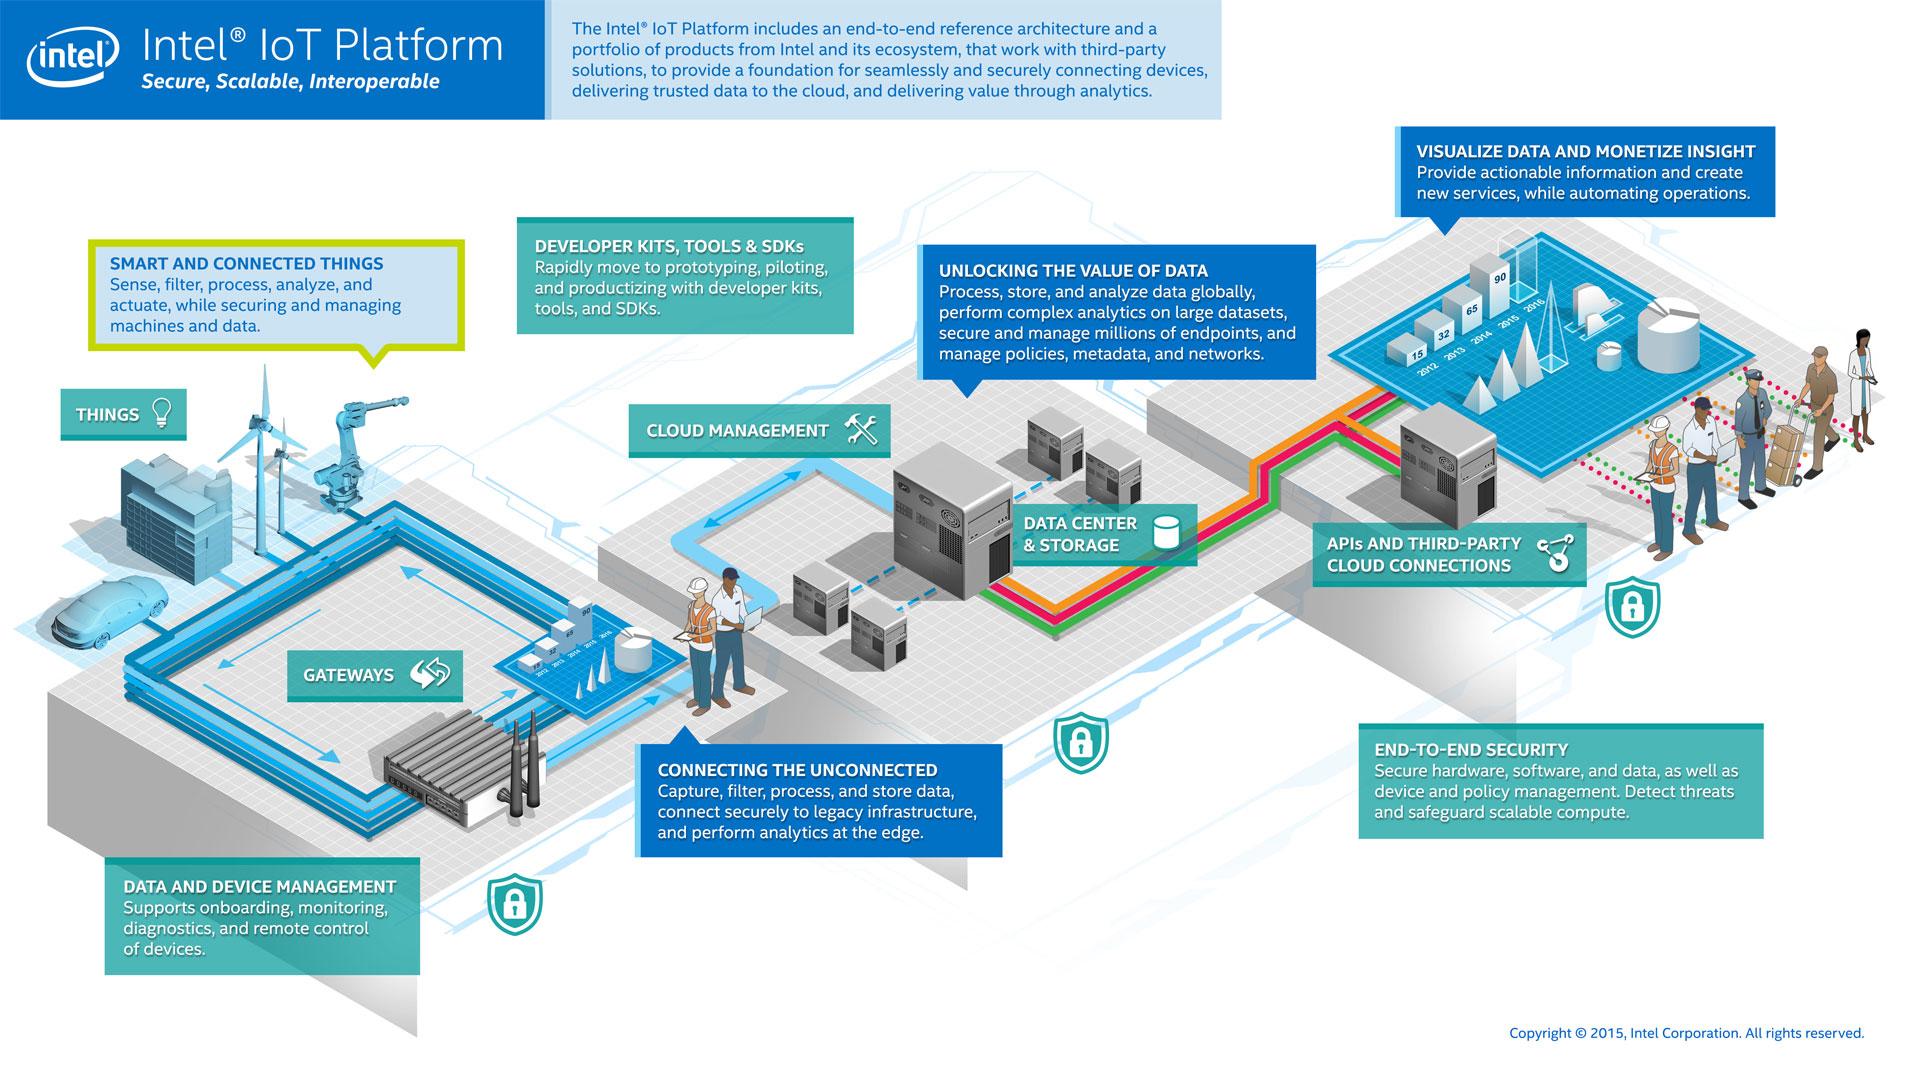 intel®
Intel® IoT Platform
Secure, Scalable, Interoperable
The Intel® IoT Platform includes an end-to-end reference architecture and a
portfolio of products from Intel and its ecosystem, that work with third-party
solutions, to provide a foundation for seamlessly and securely connecting devices,
delivering trusted data to the cloud, and delivering value through analytics.
VISUALIZE DATA AND MONETIZE INSIGHT
Provide actionable information and create
new services, while automating operations.
SMART AND CONNECTED THINGS
Sense, filter, process, analyze, and
actuate, while securing and managing
machines and data.
DEVELOPER KITS, TOOLS & SDKs
Rapidly move to prototyping, piloting,
and productizing with developer kits,
tools, and SDKs.
UNLOCKING THE VALUE OF DATA
Process, store, and analyze data globally,
perform complex analytics on large datasets,
secure and manage millions of endpoints, and
manage policies, metadata, and networks.
15 32 65 90
2012 2013 2014 2015 2016
THINGS
CLOUD MANAGEMENT
DATA CENTER
& STORAGE
APIs AND THIRD-PARTY
CLOUD CONNECTIONS
GATEWAYS
15 32 65 90
2012 2013 2014 2015 2016
CONNECTING THE UNCONNECTED
Capture, filter, process, and store data,
connect securely to legacy infrastructure,
and perform analytics at the edge.
END-TO-END SECURITY
Secure hardware, software, and data, as well as
device and policy management. Detect threats
and safeguard scalable compute.
DATA AND DEVICE MANAGEMENT
Supports onboarding, monitoring,
diagnostics, and remote control
of devices.
Copyright © 2015, Intel Corporation. All rights reserved.